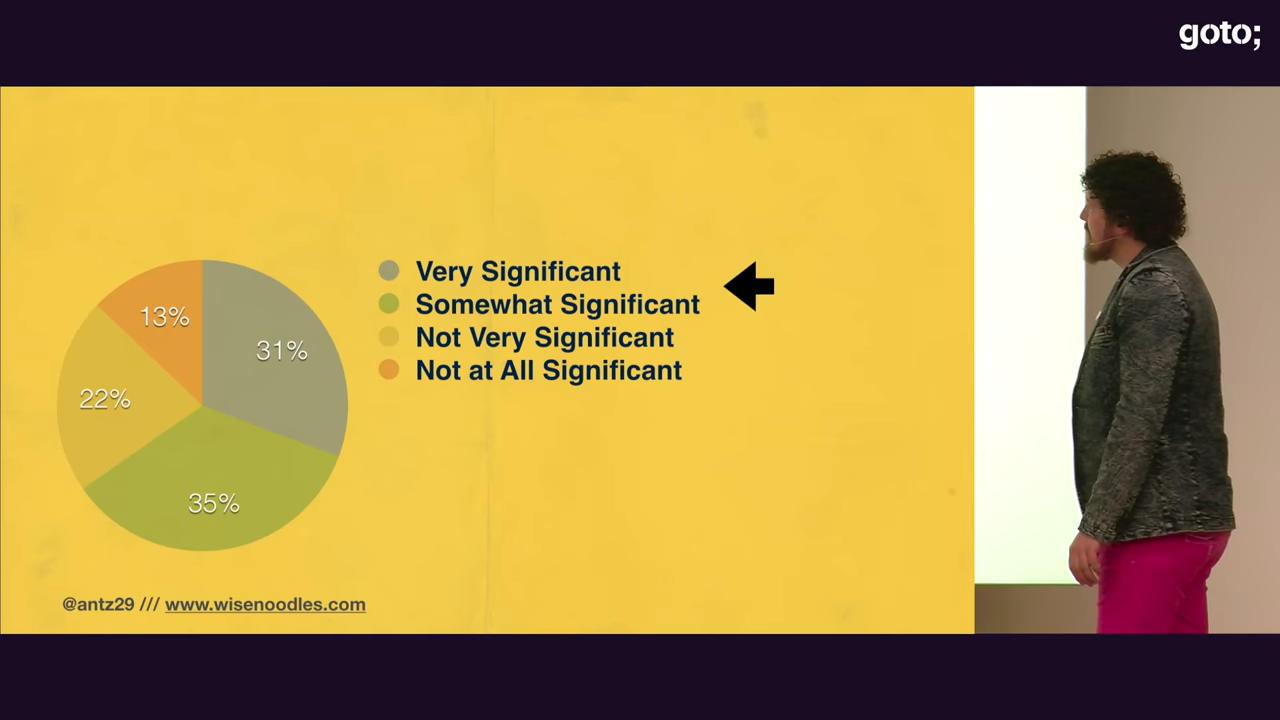 goto;
Very Significant
Somewhat Significant
Not Very Significant
Not at All Significant
13%
31%
22%
35%
@antz29 /// www.wisenoodles.com